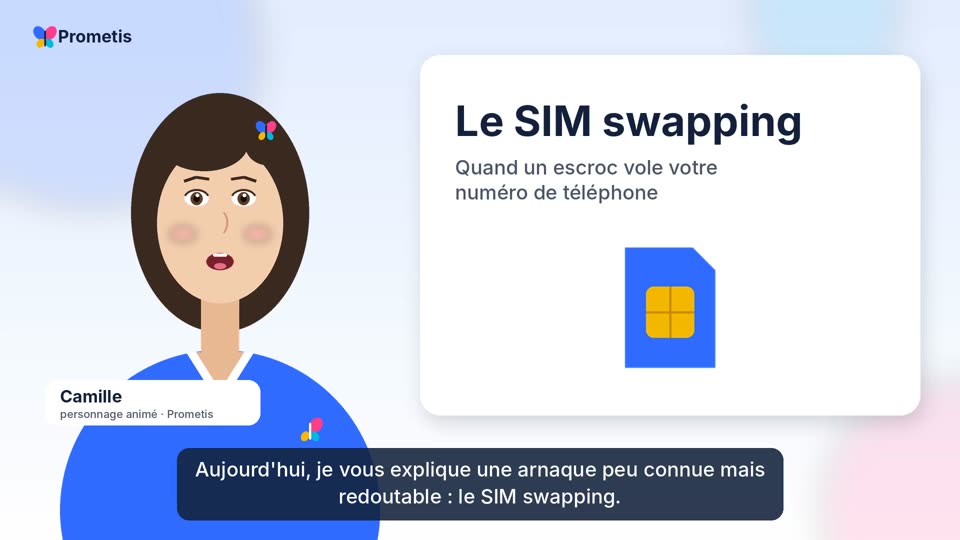 Prometis
Le SIM swapping
Quand un escroc vole votre
numéro de téléphone
Camille
personnage animé · Prometis
Aujourd'hui, je vous explique une arnaque peu connue mais
redoutable : le SIM swapping.